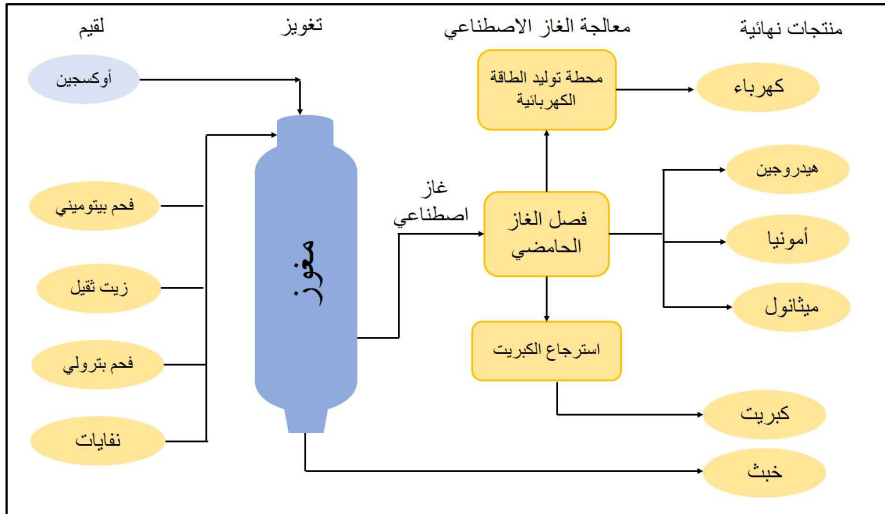 لقيم
تغويز
معالجة الغاز الاصطناعي
منتجات نهائية
أوكسجين
فحم بيتوميني
زيت ثقيل
فحم بترولي
نفايات
مغوز
غاز
اصطناعي
محطة توليد الطاقة
الكهربائية
فصل الغاز
الحامضي
استرجاع الكبريت
كهرباء
هيدروجين
أمونيا
ميثانول
كبريت
خبث